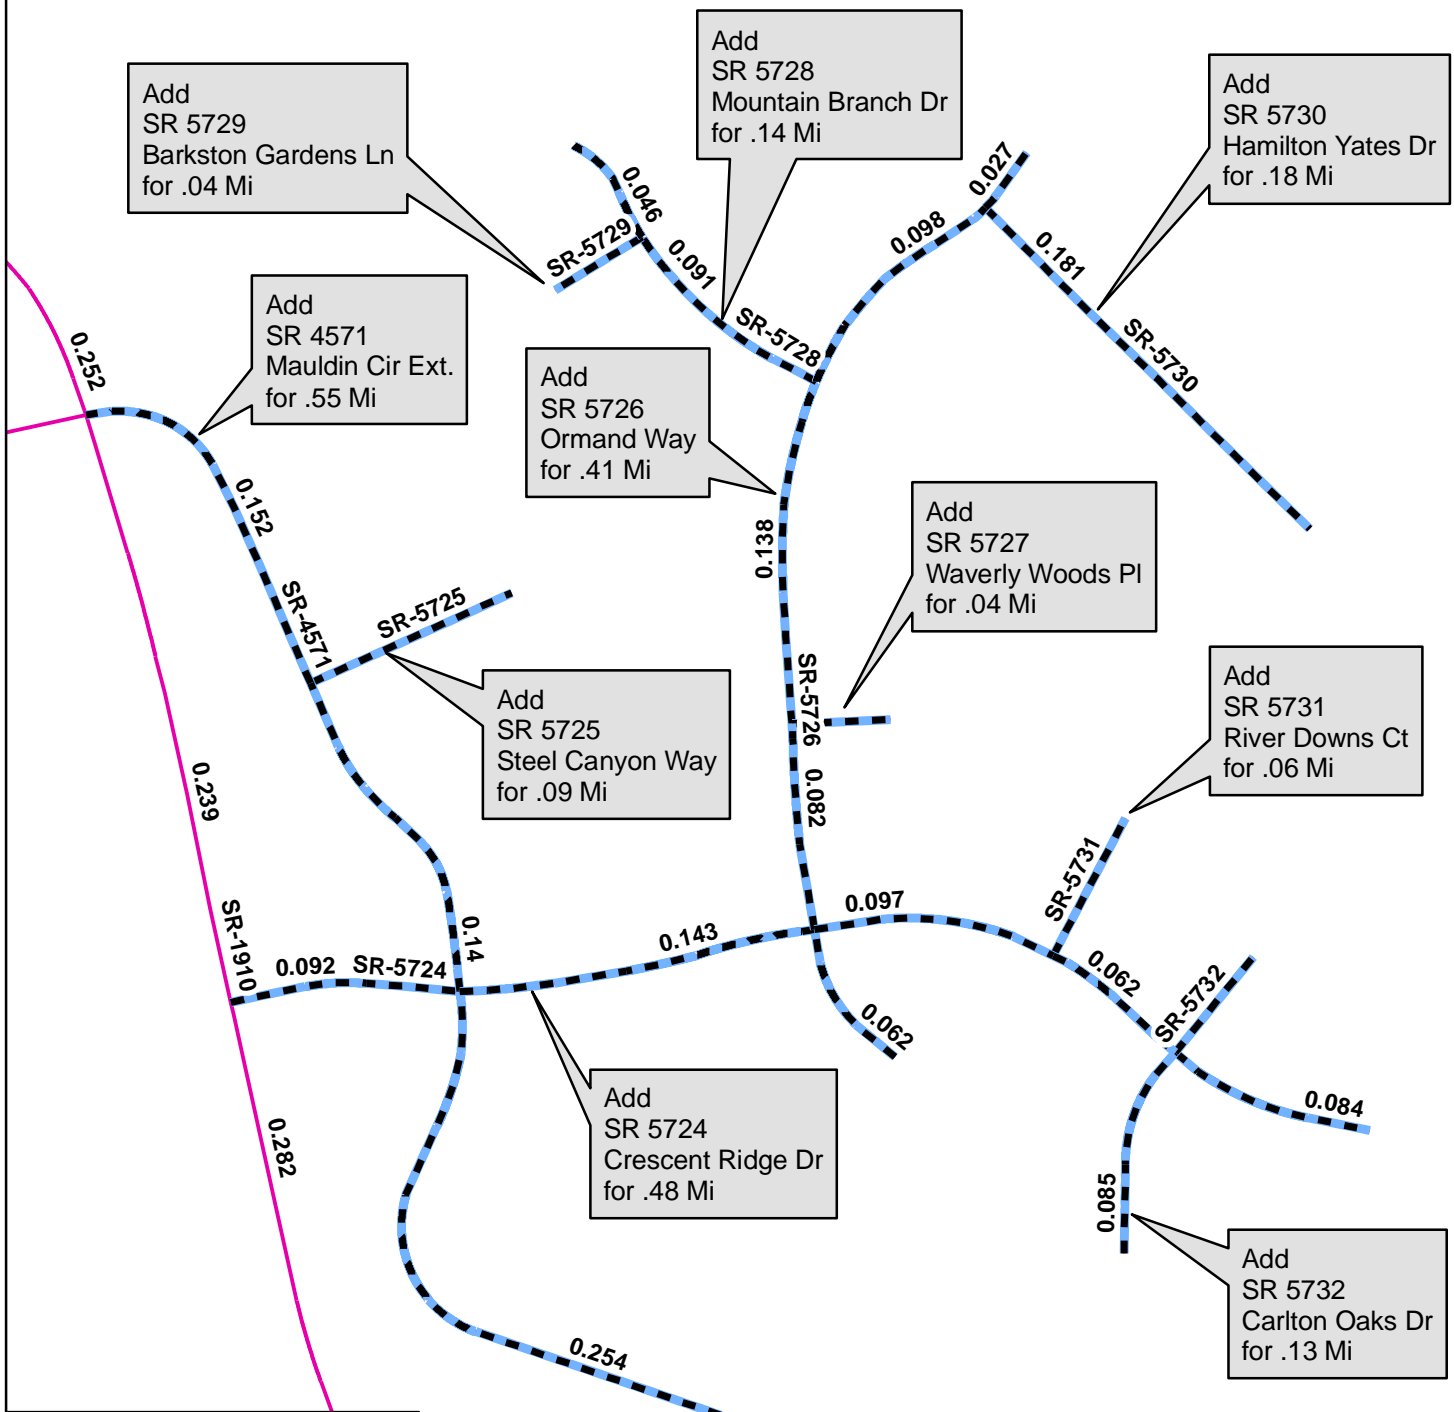 Add
SR 5728
Mountain Branch Dr
for .14 Mi
Add
SR 5729
Barkston Gardens Ln
for .04 Mi
Add
SR 5730
Hamilton Yates Dr
for .18 Mi
0.046
SR-5729
0.091
SR-5728
0.027
0.098
0.181
SR-5730
Add
SR 4571
Mauldin Cir Ext.
for .55 Mi
0.252
Add
SR 5726
Ormand Way
for .41 Mi
0.152
SR-4571
SR-5725
0.138
Add
SR 5727
Waverly Woods Pl
for .04 Mi
SR-5726
0.082
Add
SR 5725
Steel Canyon Way
for .09 Mi
Add
SR 5731
River Downs Ct
for .06 Mi
0.239
SR-1910
0.092
SR-5724
0.14
0.143
0.097
SR-5731
0.062
SR-5732
0.062
0.084
0.282
Add
SR 5724
Crescent Ridge Dr
for .48 Mi
0.085
Add
SR 5732
Carlton Oaks Dr
for .13 Mi
0.254